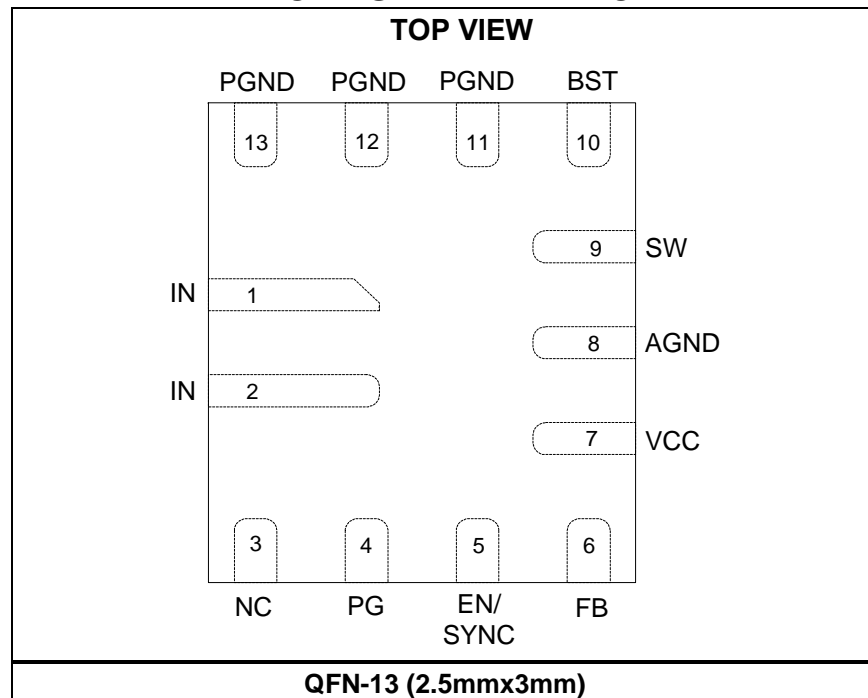 TOP VIEW
PGND PGND PGND BST
13 12 11 10
9 SW
IN 1
8 AGND
IN 2
7 VCC
3 4 5 6
NC PG EN/ FB
SYNC
QFN-13 (2.5mmx3mm)